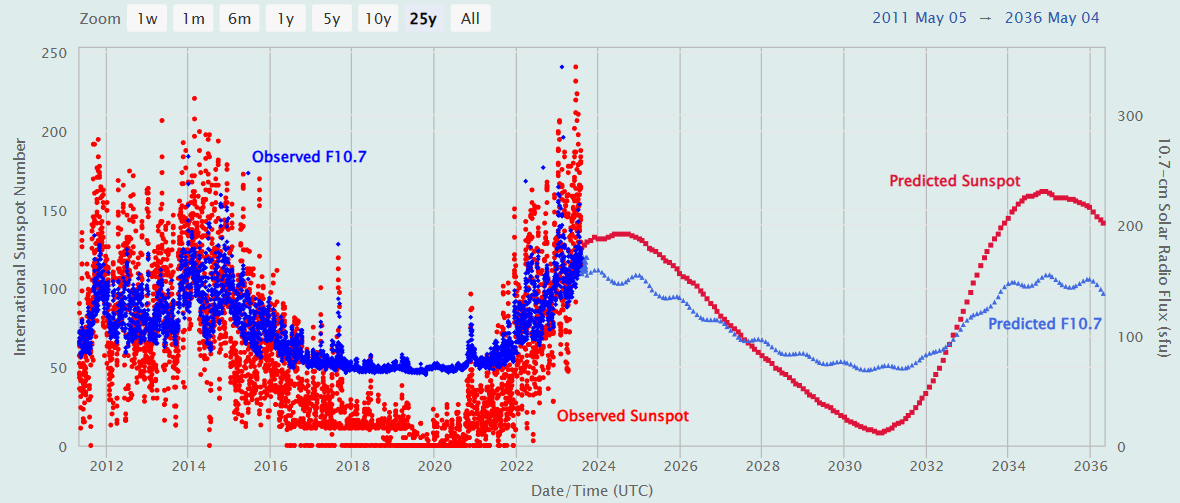 Zoom 1w 1m 6m 1y 5y 10y 25y All 2011 May 05 → 2036 May 04
250
200
150
100
50
0
International Sunspot Number
300
200
100
0
10.7-cm Solar Radio Flux (sfu)
Observed F10.7
Predicted Sunspot
Predicted F10.7
Observed Sunspot
2012 2014 2016 2018 2020 2022 2024 2026 2028 2030 2032 2034 2036
Date/Time (UTC)